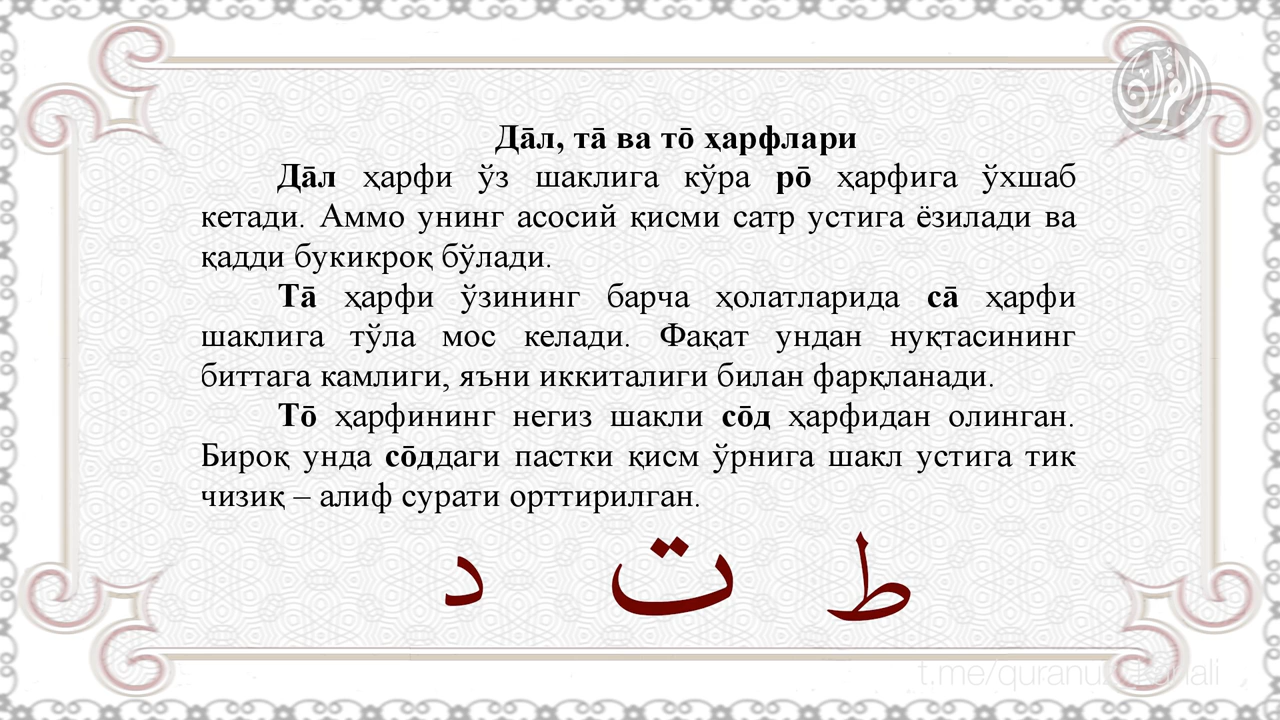 Дāл, тā ва тō ҳарфлари
Дāл ҳарфи ўз шаклига кўра рō ҳарфига ўхшаб
кетади. Аммо унинг асосий қисми сатр устига ёзилади ва
қадди букикроқ бўлади.
Тā ҳарфи ўзининг барча ҳолатларида сā ҳарфи
шаклига тўла мос келади. Фақат ундан нуқтасининг
биттага камлиги, яъни иккиталиги билан фарқланади.
Тō ҳарфининг негиз шакли сōд ҳарфидан олинган.
Бироқ унда сōддаги пастки қисм ўрнига шакл устига тик
чизиқ – алиф сурати орттирилган.
ط ت د
القرآن